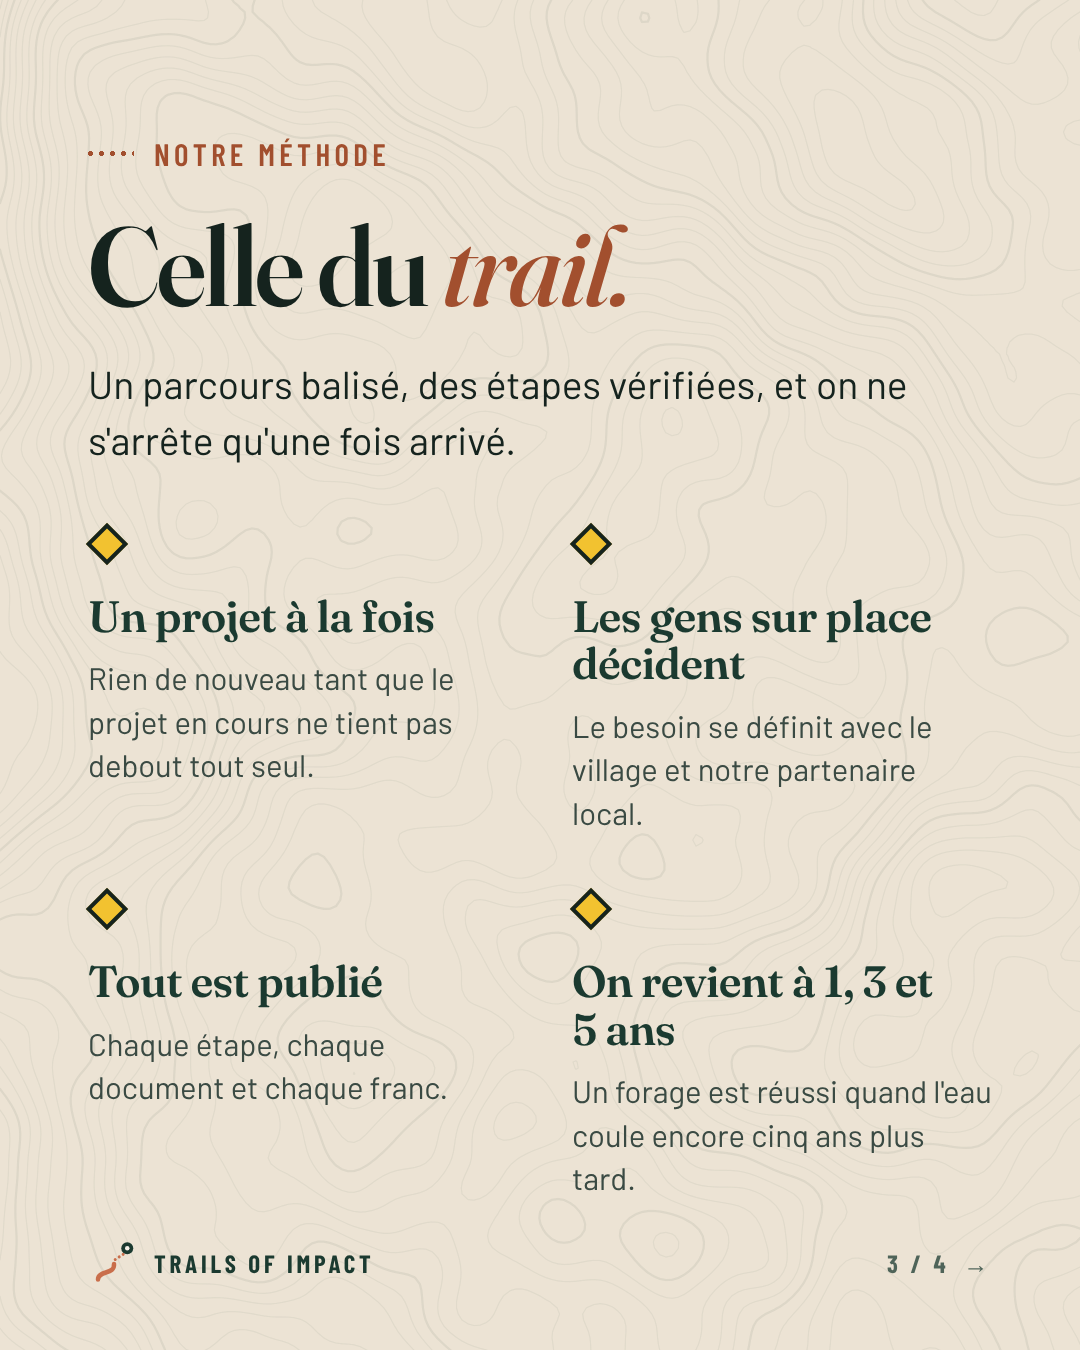 NOTRE MÉTHODE
Celle du trail.
Un parcours balisé, des étapes vérifiées, et on ne
s'arrête qu'une fois arrivé.
Un projet à la fois
Rien de nouveau tant que le
projet en cours ne tient pas
debout tout seul.
Les gens sur place
décident
Le besoin se définit avec le
village et notre partenaire
local.
Tout est publié
Chaque étape, chaque
document et chaque franc.
On revient à 1, 3 et
5 ans
Un forage est réussi quand l'eau
coule encore cinq ans plus
tard.
TRAILS OF IMPACT
3 / 4 →